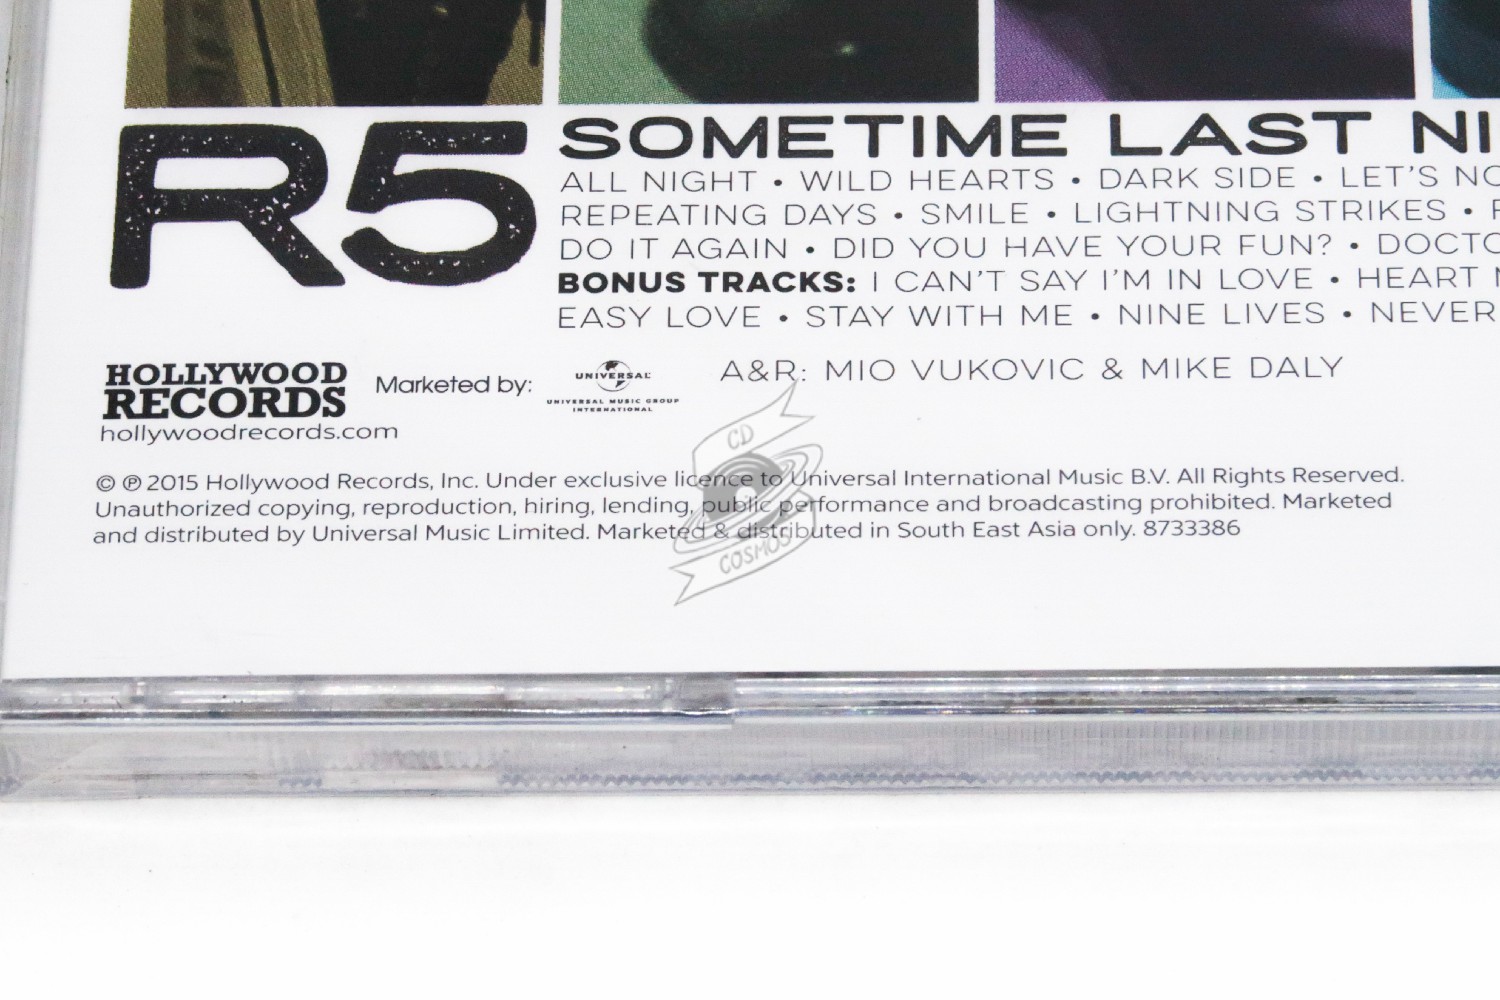 R5
SOMETIME LAST NI
ALL NIGHT • WILD HEARTS • DARK SIDE • LET'S NO
REPEATING DAYS • SMILE • LIGHTNING STRIKES •
DO IT AGAIN • DID YOU HAVE YOUR FUN? • DOCTO
BONUS TRACKS: I CAN'T SAY I'M IN LOVE • HEART
EASY LOVE • STAY WITH ME • NINE LIVES • NEVER
HOLLYWOOD
RECORDS
hollywoodrecords.com
Marketed by:
UNIVERSAL
UNIVERSAL MUSIC GROUP
INTERNATIONAL
A&R: MIO VUKOVIC & MIKE DALY
© ℗ 2015 Hollywood Records, Inc. Under exclusive licence to Universal International Music B.V. All Rights Reserved.
Unauthorized copying, reproduction, hiring, lending, public performance and broadcasting prohibited. Marketed
and distributed by Universal Music Limited. Marketed & distributed in South East Asia only. 8733386
CD
COSMOS